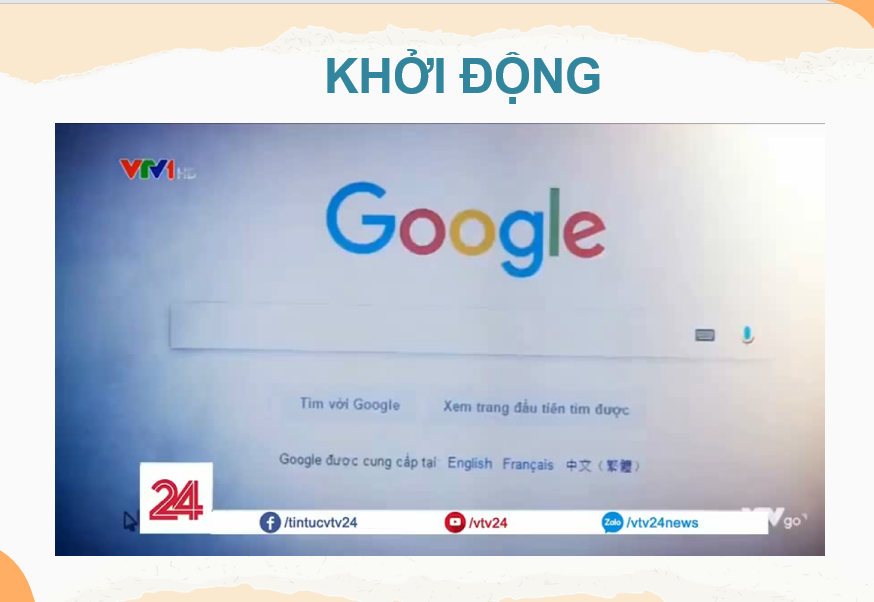 KHỞI ĐỘNG
VTV1 HD
Google
Tìm với Google
Xem trang đầu tiên tìm được
Google được cung cấp tại English Français 中文（繁體）
24
/tintucvtv24
/vtv24
Zalo /vtv24news
VTV go